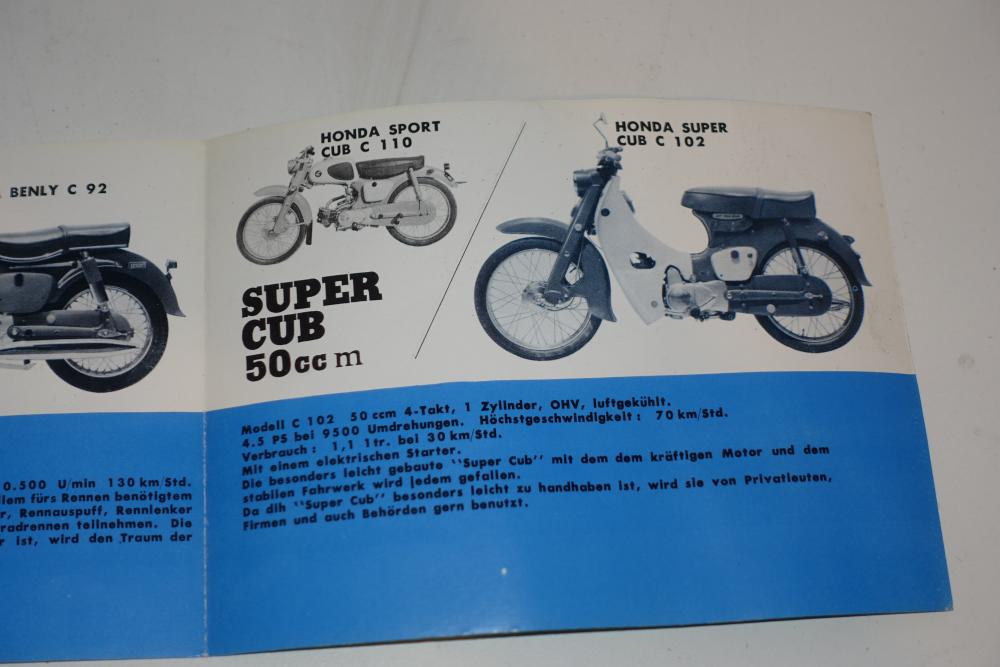 BENLY C 92
0.500 U/min 130 km/Std.
llem fürs Rennen benötigtem
r, Rennauspuff, Rennlenker
radrennen teilnehmen. Die
r ist, wird den Traum der
HONDA SPORT
CUB C 110
HONDA SUPER
CUB C 102
SUPER
CUB
50cc m
Modell C 102 50 ccm 4-Takt, 1 Zylinder, OHV, luftgekühlt.
4.5 PS bei 9500 Umdrehungen. Höchstgeschwindigkeit : 70 km/Std.
Verbrauch : 1,1 1tr. bei 30 km/Std.
Mit einem elektrischen Starter.
Die besonders leicht gebaute "Super Cub" mit dem dem kräftigen Motor und dem
stabilen Fahrwerk wird jedem gefallen.
Da dih "Super Cub" besonders leicht zu handhaben ist, wird sie von Privatleuten,
Firmen und auch Behörden gern benutzt.